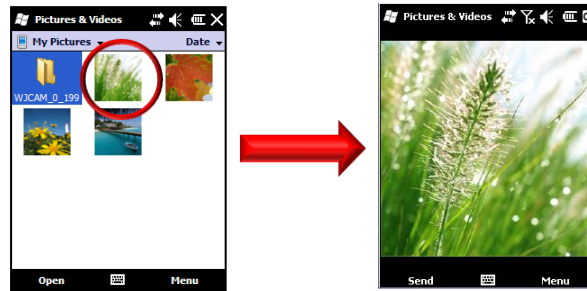 Pictures & Videos
My Pictures
Date
WJCAM_0_199
Open
Menu
Pictures & Videos
Send
Menu